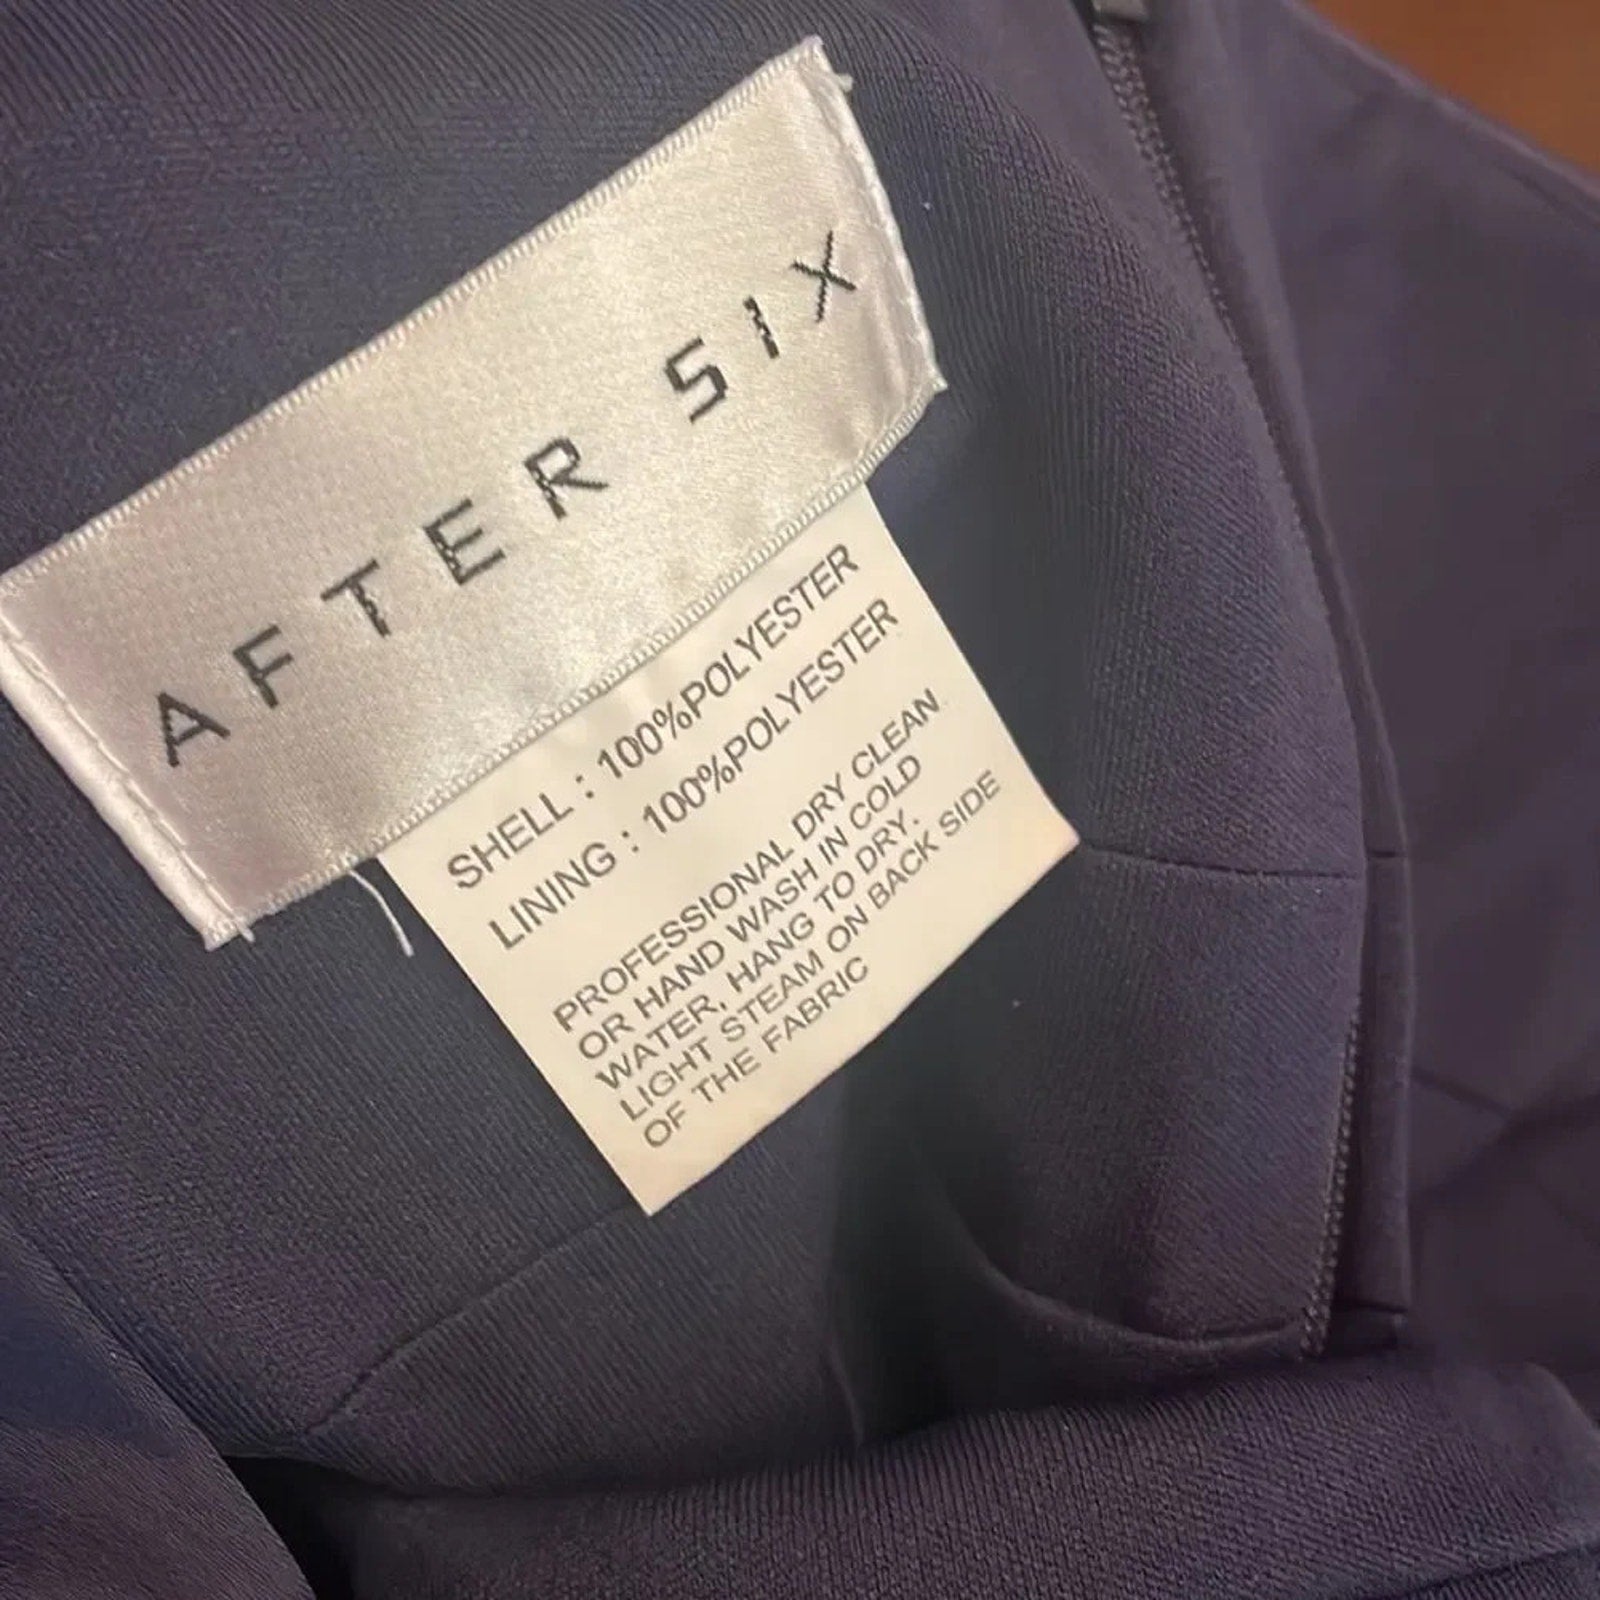 AFTER SIX
SHELL : 100%POLYESTER
LINING : 100%POLYESTER
PROFESSIONAL DRY CLEAN
OR HAND WASH IN COLD
WATER, HANG TO DRY.
LIGHT STEAM ON BACK SIDE
OF THE FABRIC